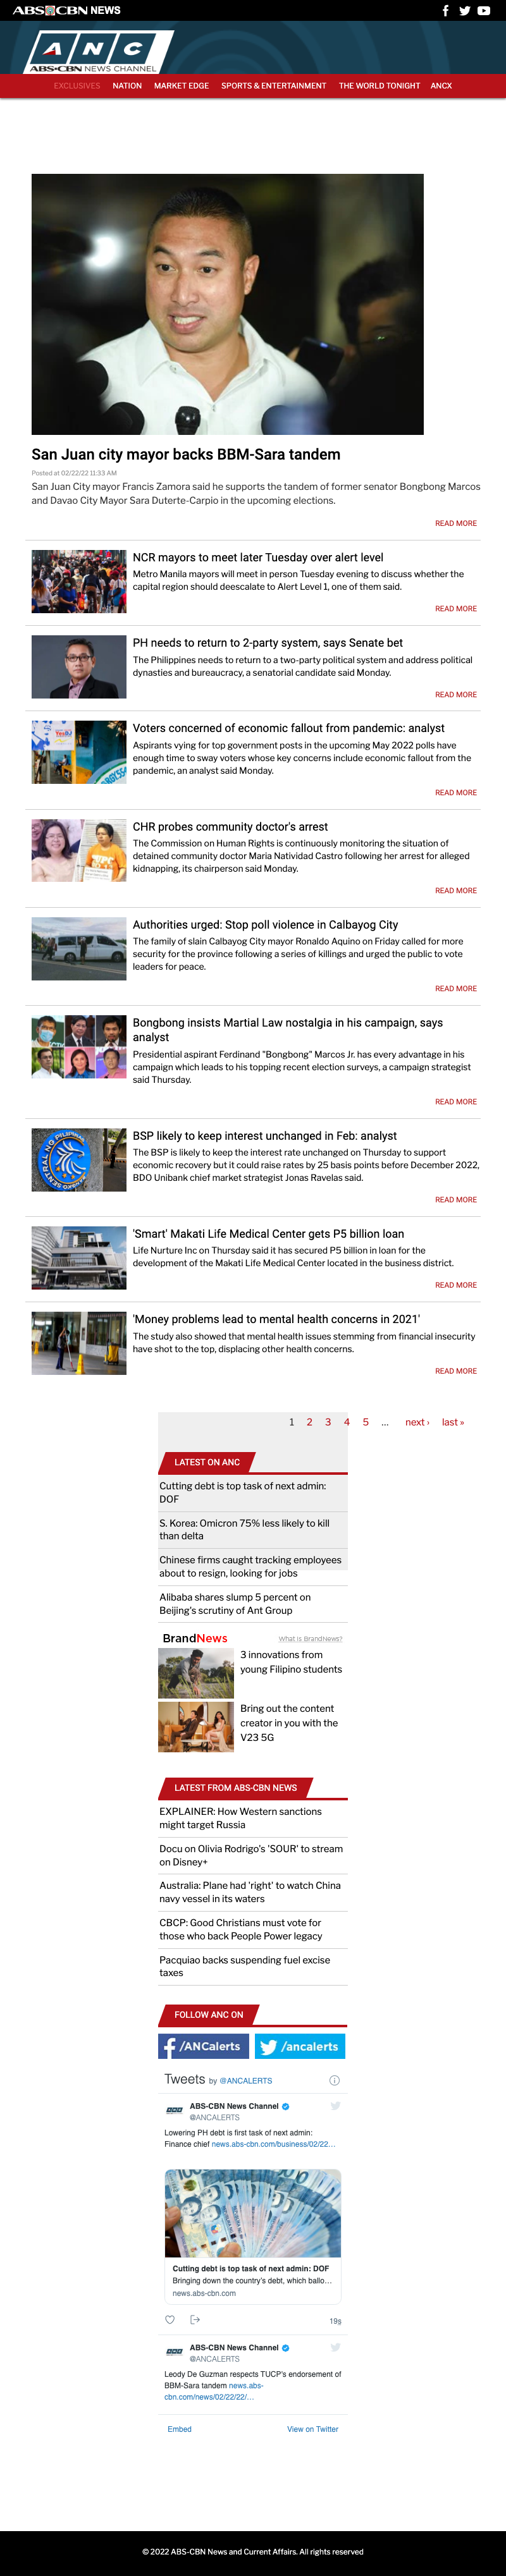 ABS-CBN NEWS
ANC
ABS-CBN NEWS CHANNEL
EXCLUSIVES NATION MARKET EDGE SPORTS & ENTERTAINMENT THE WORLD TONIGHT ANCX
San Juan city mayor backs BBM-Sara tandem
Posted at 02/22/22 11:33 AM
San Juan City Mayor Francis Zamora said he supports the tandem of former senator Bongbong Marcos
and Davao City Mayor Sara Duterte-Carpio in the upcoming elections.
READ MORE
NCR mayors to meet later Tuesday over alert level
Metro Manila mayors will meet in person Tuesday evening to discuss whether the
capital region should deescalate to Alert Level 1, one of them said.
READ MORE
PH needs to return to 2-party system, says Senate bet
The Philippines needs to return to a two-party political system and address political
dynasties and bureaucracy, a senatorial candidate said Monday.
READ MORE
Voters concerned of economic fallout from pandemic: analyst
Aspirants vying for top government posts in the upcoming May 2022 polls have
enough time to sway voters whose key concerns include economic fallout from the
pandemic, an analyst said Monday.
READ MORE
CHR probes community doctor's arrest
The Commission on Human Rights is continuously monitoring the situation of
detained community doctor Maria Natividad Castro following her arrest for alleged
kidnapping, its chairperson said Monday.
READ MORE
Authorities urged: Stop poll violence in Calbayog City
The family of slain Calbayog City mayor Ronaldo Aquino on Friday called for more
security for the province following a series of killings and urged the public to vote
leaders for peace.
READ MORE
Bongbong insists Martial Law nostalgia in his campaign, says
analyst
Presidential aspirant Ferdinand "Bongbong" Marcos Jr. has every advantage in his
campaign which leads to his topping recent election surveys, a campaign strategist
said Thursday.
READ MORE
BSP likely to keep interest unchanged in Feb: analyst
The BSP is likely to keep the interest rate unchanged on Thursday to support
economic recovery but it could raise rates by 25 basis points before December 2022,
BDO Unibank chief market strategist Jonas Ravelas said.
READ MORE
'Smart' Makati Life Medical Center gets P5 billion loan
Life Nurture Inc on Thursday said it has secured P5 billion in loan for the
development of the Makati Life Medical Center located in the business district.
READ MORE
'Money problems lead to mental health concerns in 2021'
The study also showed that mental health issues stemming from financial insecurity
have shot to the top, displacing other health concerns.
READ MORE
1 2 3 4 5 … next › last »
LATEST ON ANC
Cutting debt is top task of next admin:
DOF
S. Korea: Omicron 75% less likely to kill
than delta
Chinese firms caught tracking employees
about to resign, looking for jobs
Alibaba shares slump 5 percent on
Beijing's scrutiny of Ant Group
BrandNews What is BrandNews?
3 innovations from
young Filipino students
Bring out the content
creator in you with the
V23 5G
LATEST FROM ABS-CBN NEWS
EXPLAINER: How Western sanctions
might target Russia
Docu on Olivia Rodrigo's 'SOUR' to stream
on Disney+
Australia: Plane had 'right' to watch China
navy vessel in its waters
CBCP: Good Christians must vote for
those who back People Power legacy
Pacquiao backs suspending fuel excise
taxes
FOLLOW ANC ON
/ANCalerts /ancalerts
Tweets by @ANCALERTS
ABS-CBN News Channel
@ANCALERTS
Lowering PH debt is first task of next admin:
Finance chief news.abs-cbn.com/business/02/22…
Cutting debt is top task of next admin: DOF
Bringing down the country's debt, which ballo…
news.abs-cbn.com
19s
ABS-CBN News Channel
@ANCALERTS
Leody De Guzman respects TUCP's endorsement of
BBM-Sara tandem news.abs-
cbn.com/news/02/22/22/…
Embed View on Twitter
© 2022 ABS-CBN News and Current Affairs. All rights reserved